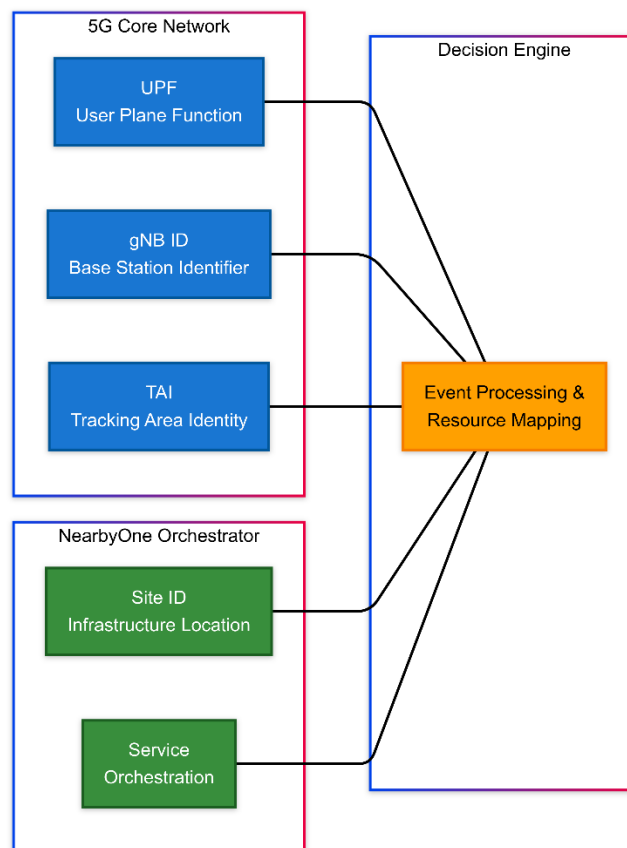 5G Core Network
UPF
User Plane Function
gNB ID
Base Station Identifier
TAI
Tracking Area Identity
NearbyOne Orchestrator
Site ID
Infrastructure Location
Service
Orchestration
Decision Engine
Event Processing &
Resource Mapping